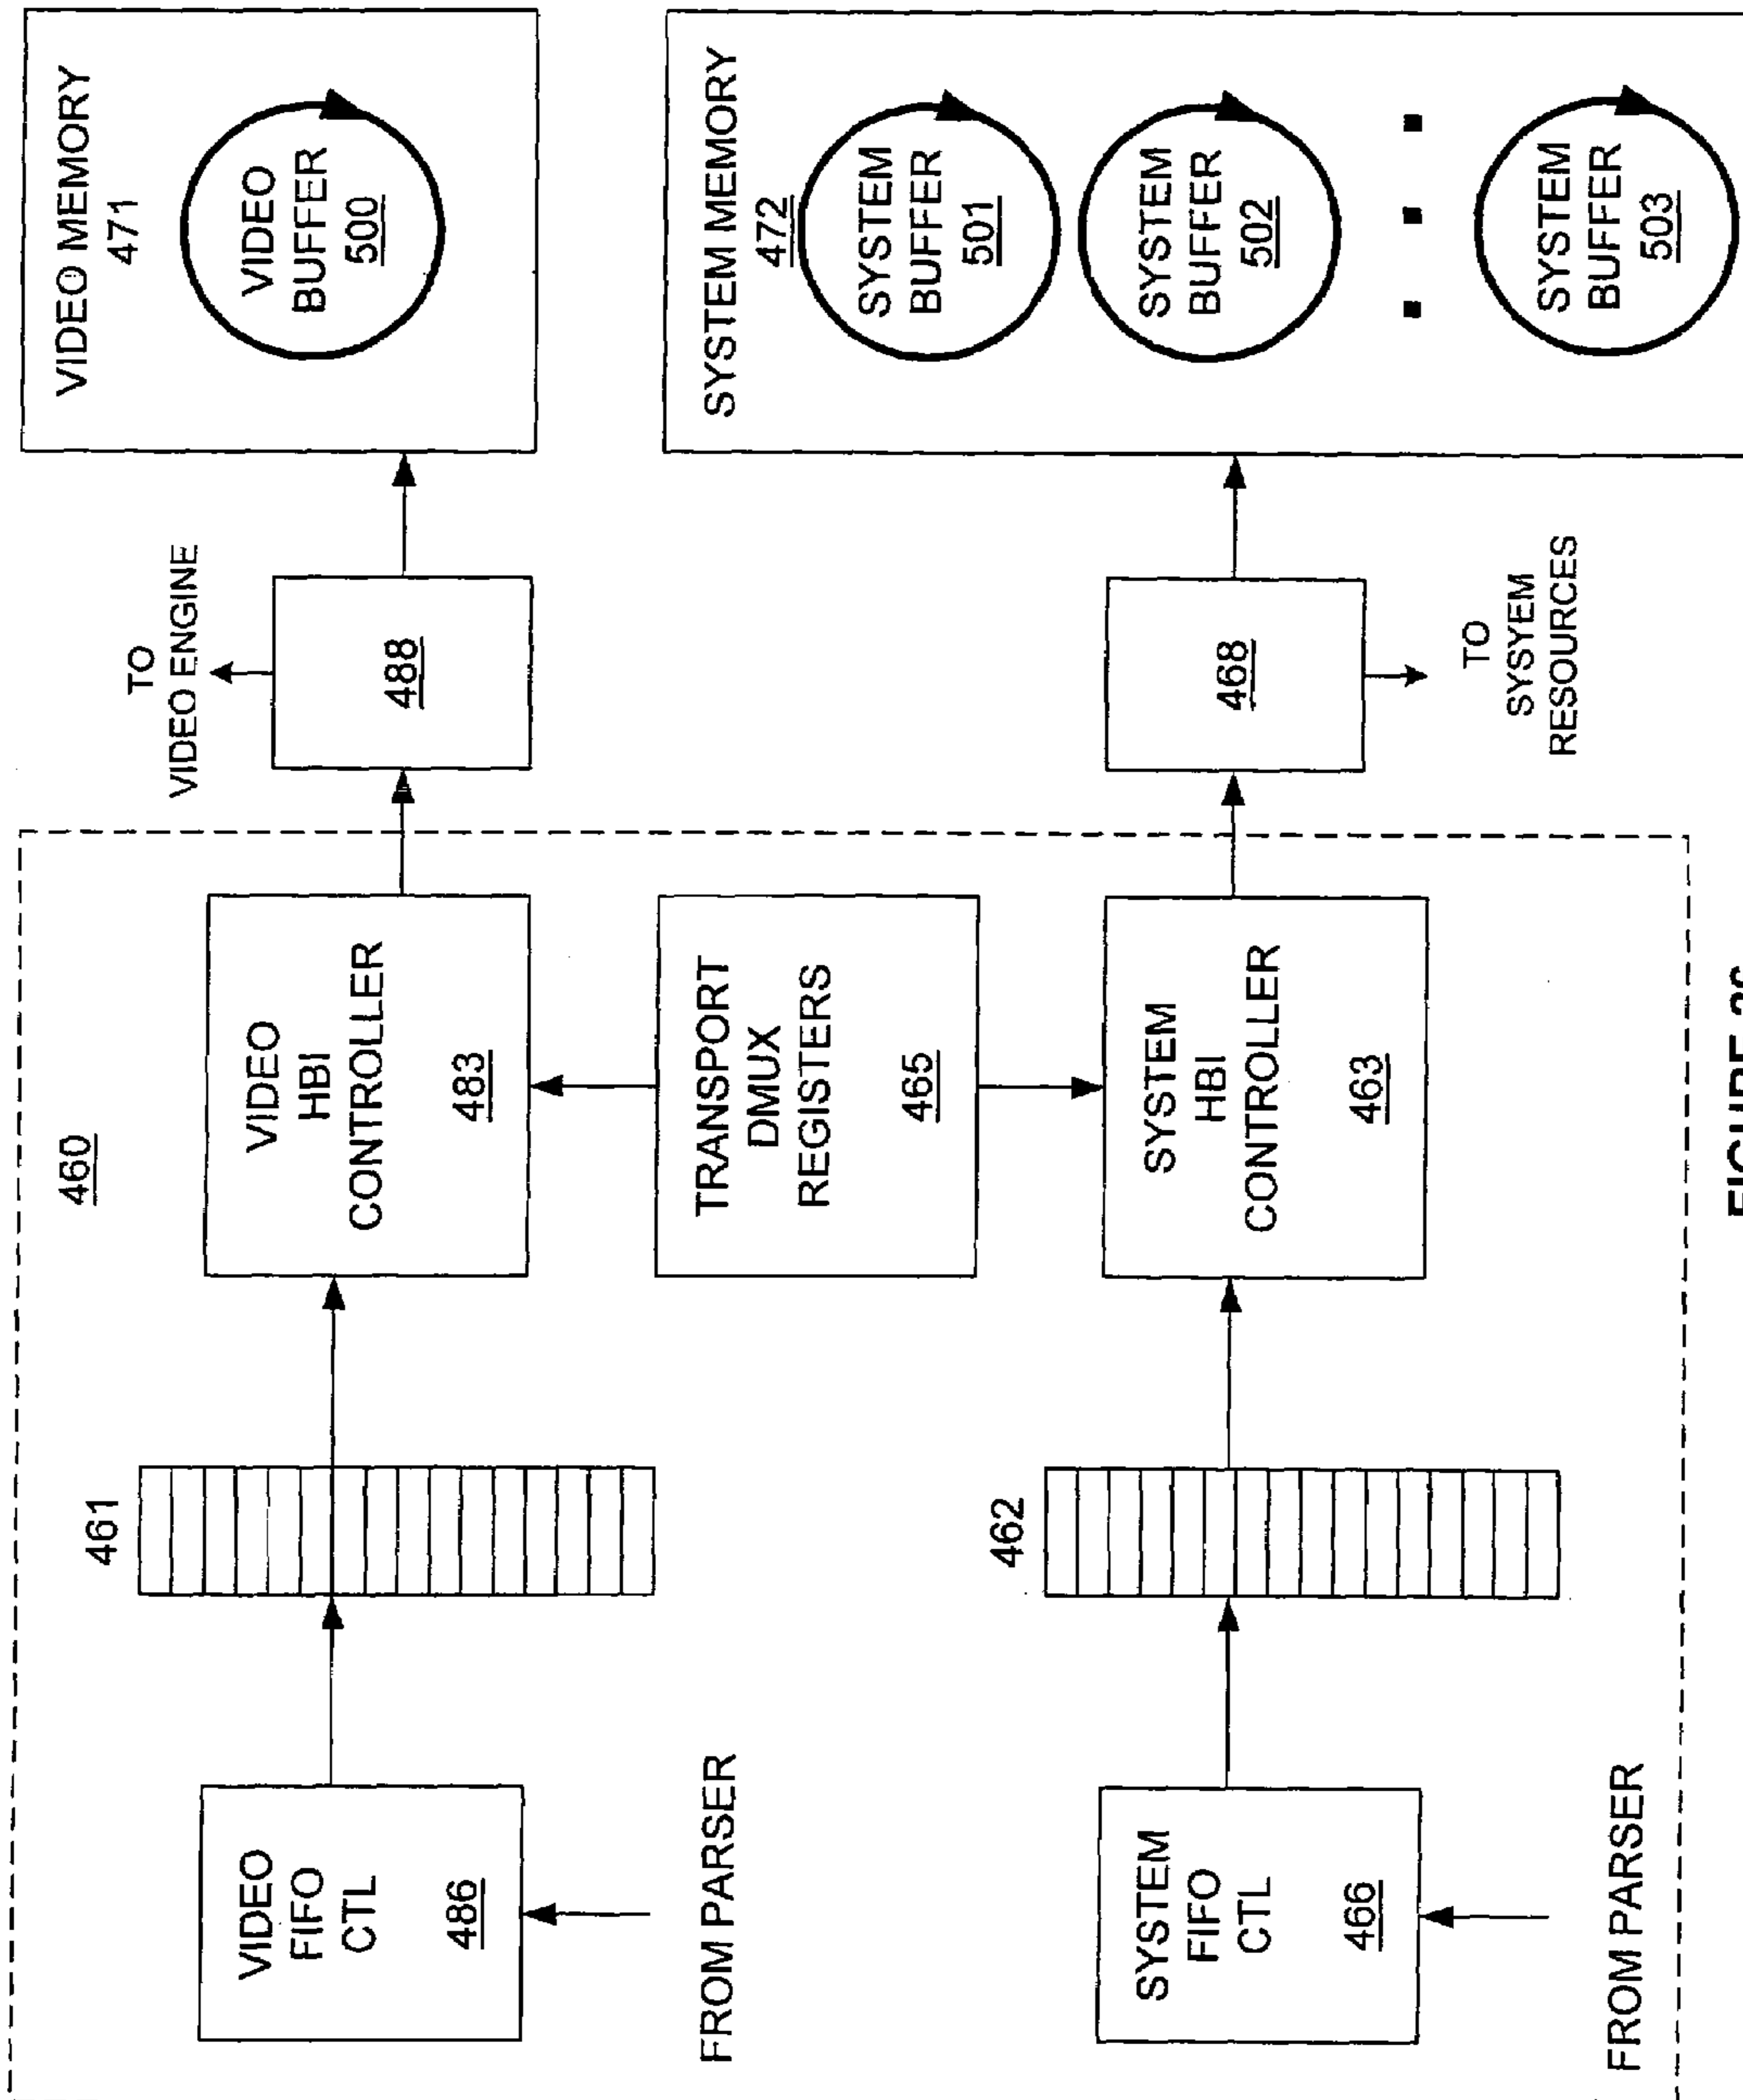 460
VIDEO
FIFO
CTL
486
FROM PARSER
461
VIDEO
HBI
CONTROLLER
483
TRANSPORT
DMUX
REGISTERS
465
SYSTEM
FIFO
CTL
466
FROM PARSER
462
SYSTEM
HBI
CONTROLLER
463
TO
VIDEO ENGINE
488
468
TO
SYSYEM
RESOURCES
VIDEO MEMORY
471
VIDEO
BUFFER
500
SYSTEM MEMORY
472
SYSTEM
BUFFER
501
SYSTEM
BUFFER
502
SYSTEM
BUFFER
503
FIGURE